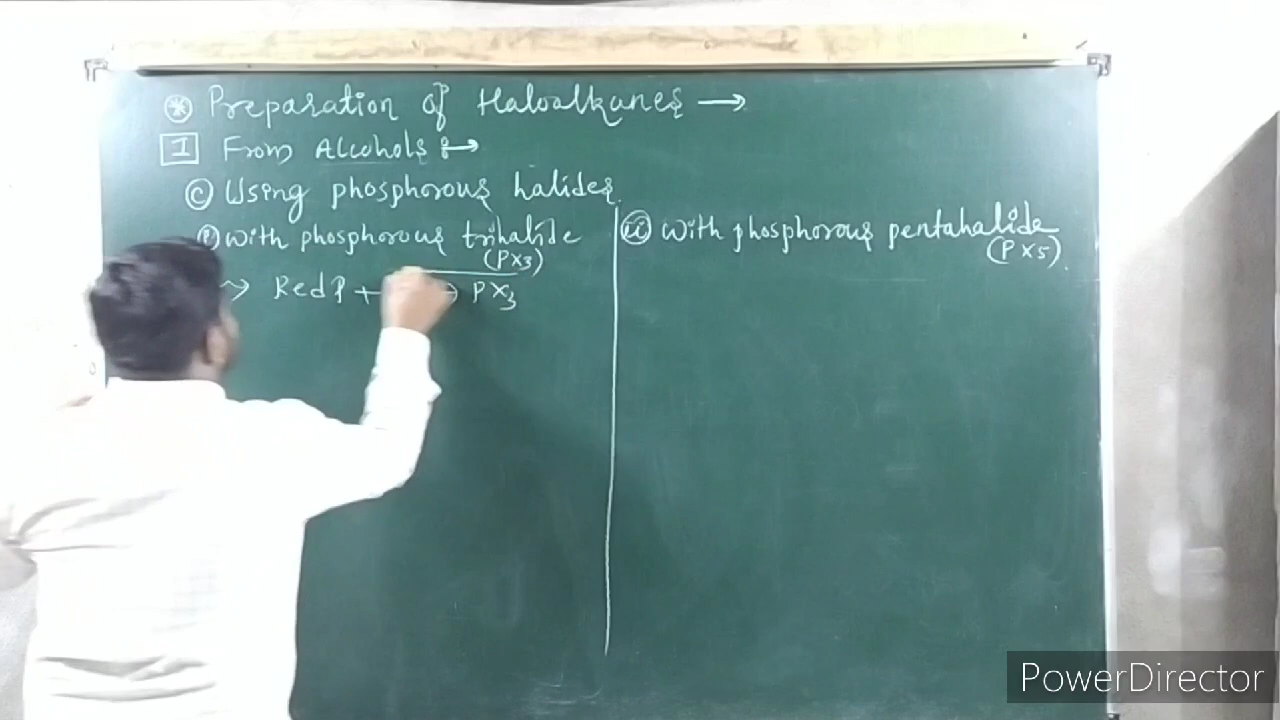 ⊛ Preparation of Haloalkanes →
1 From Alcohols :→
(c) Using phosphorous halides.
(i) with phosphorous trihalide
(PX3)
→ Red P + → PX3
(ii) with phosphorous pentahalide
(PX5).
PowerDirector